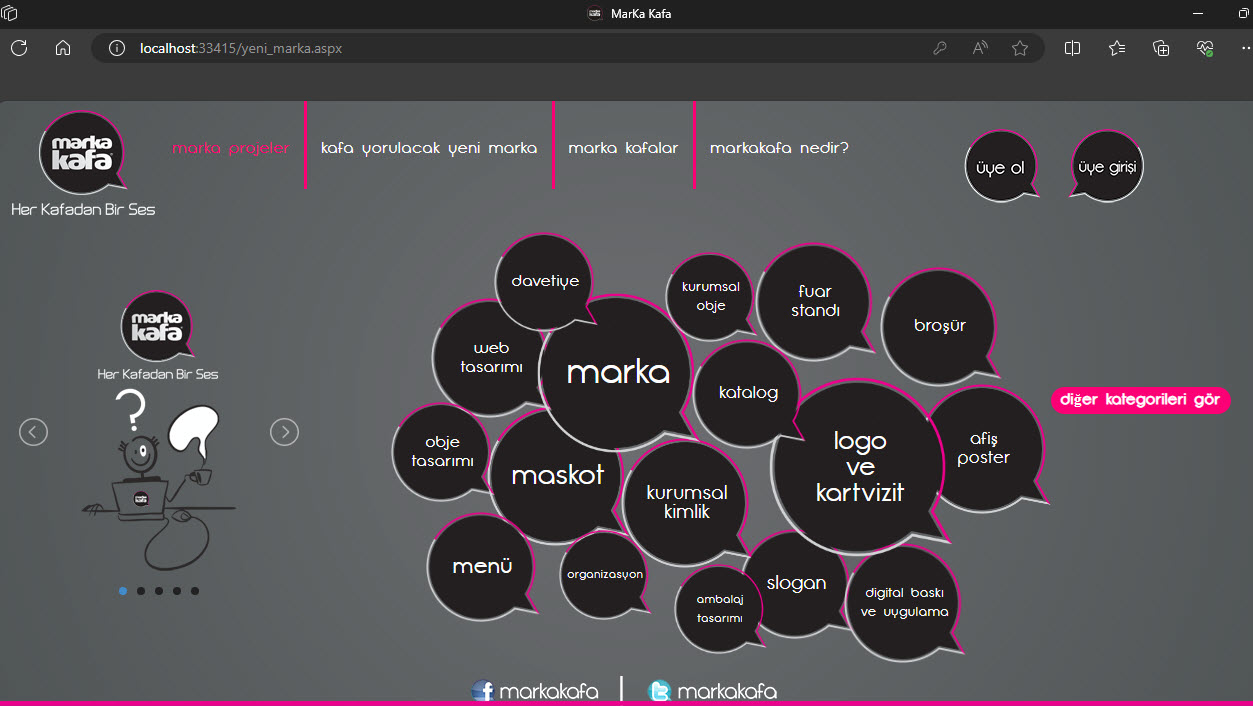 MarKa Kafa
localhost:33415/yeni_marka.aspx
marka
kafa
Her Kafadan Bir Ses
marka projeler
kafa yorulacak yeni marka
marka kafalar
markakafa nedir?
üye ol
üye girişi
marka
kafa
Her Kafadan Bir Ses
?
davetiye
kurumsal
obje
fuar
standı
broşür
web
tasarımı
marka
katalog
diğer kategorileri gör
obje
tasarımı
maskot
kurumsal
kimlik
logo
ve
kartvizit
afiş
poster
menü
organizasyon
ambalaj
tasarımı
slogan
digital baskı
ve uygulama
markakafa
markakafa